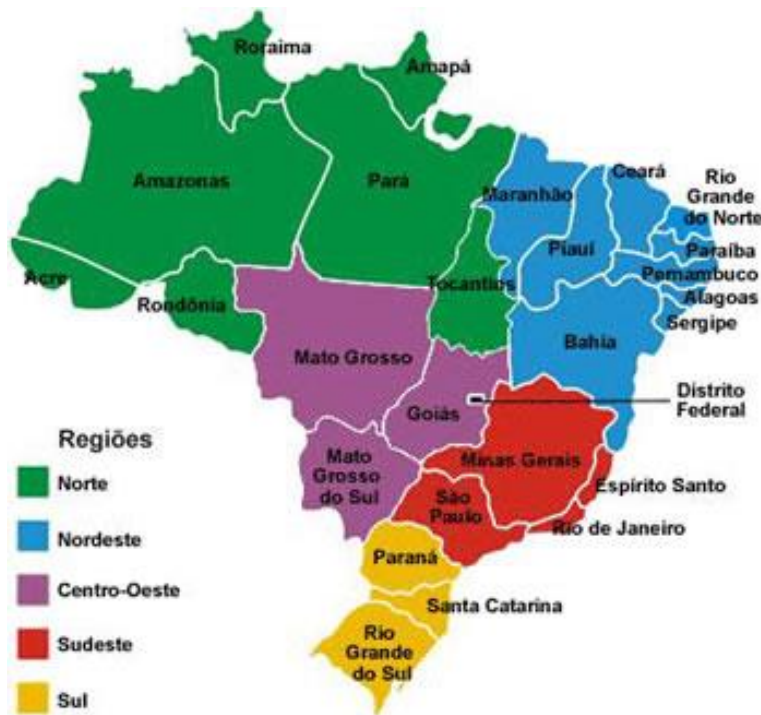 Roraima
Amapá
Amazonas
Pará
Maranhão
Ceará
Rio
Grande
do Norte
Piauí
Paraíba
Pernambuco
Acre
Rondônia
Tocantins
Alagoas
Sergipe
Bahia
Mato Grosso
Goiás
Distrito
Federal
Mato
Grosso
do Sul
Minas Gerais
Espírito Santo
São
Paulo
Rio de Janeiro
Paraná
Santa Catarina
Rio
Grande
do Sul
Regiões
Norte
Nordeste
Centro-Oeste
Sudeste
Sul